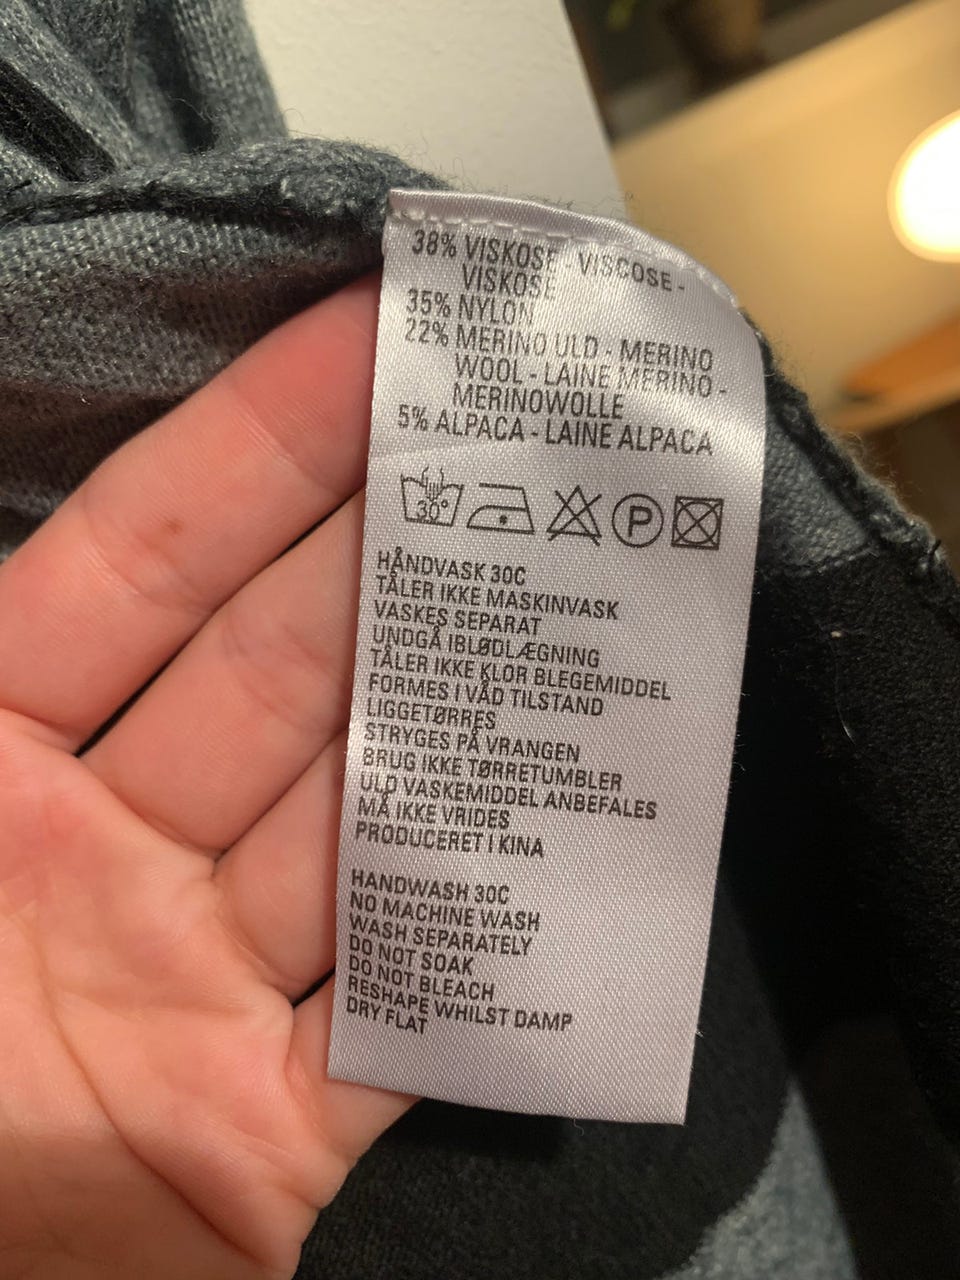 38% VISKOSE - VISCOSE -
VISKOSE
35% NYLON
22% MERINO ULD - MERINO
WOOL - LAINE MERINO -
MERINOWOLLE
5% ALPACA - LAINE ALPACA
30°
P
HÅNDVASK 30C
TÅLER IKKE MASKINVASK
VASKES SEPARAT
UNDGÅ IBLØDLÆGNING
TÅLER IKKE KLOR BLEGEMIDDEL
FORMES I VÅD TILSTAND
LIGGETØRRES
STRYGES PÅ VRANGEN
BRUG IKKE TØRRETUMBLER
ULD VASKEMIDDEL ANBEFALES
MÅ IKKE VRIDES
PRODUCERET I KINA
HANDWASH 30C
NO MACHINE WASH
WASH SEPARATELY
DO NOT SOAK
DO NOT BLEACH
RESHAPE WHILST DAMP
DRY FLAT